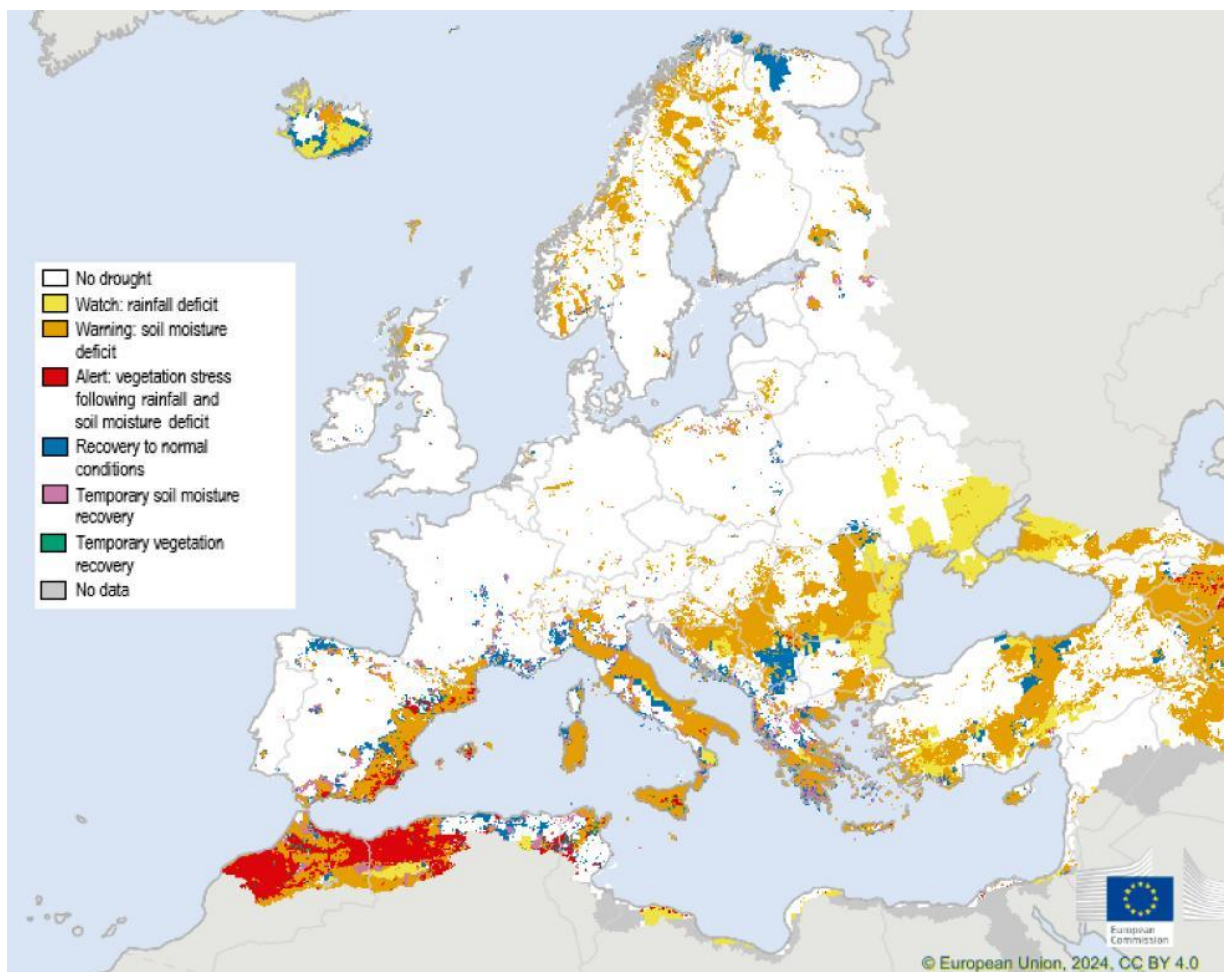 No drought
Watch: rainfall deficit
Warning: soil moisture
deficit
Alert: vegetation stress
following rainfall and
soil moisture deficit
Recovery to normal
conditions
Temporary soil moisture
recovery
Temporary vegetation
recovery
No data
European
Commission
© European Union, 2024, CC BY 4.0